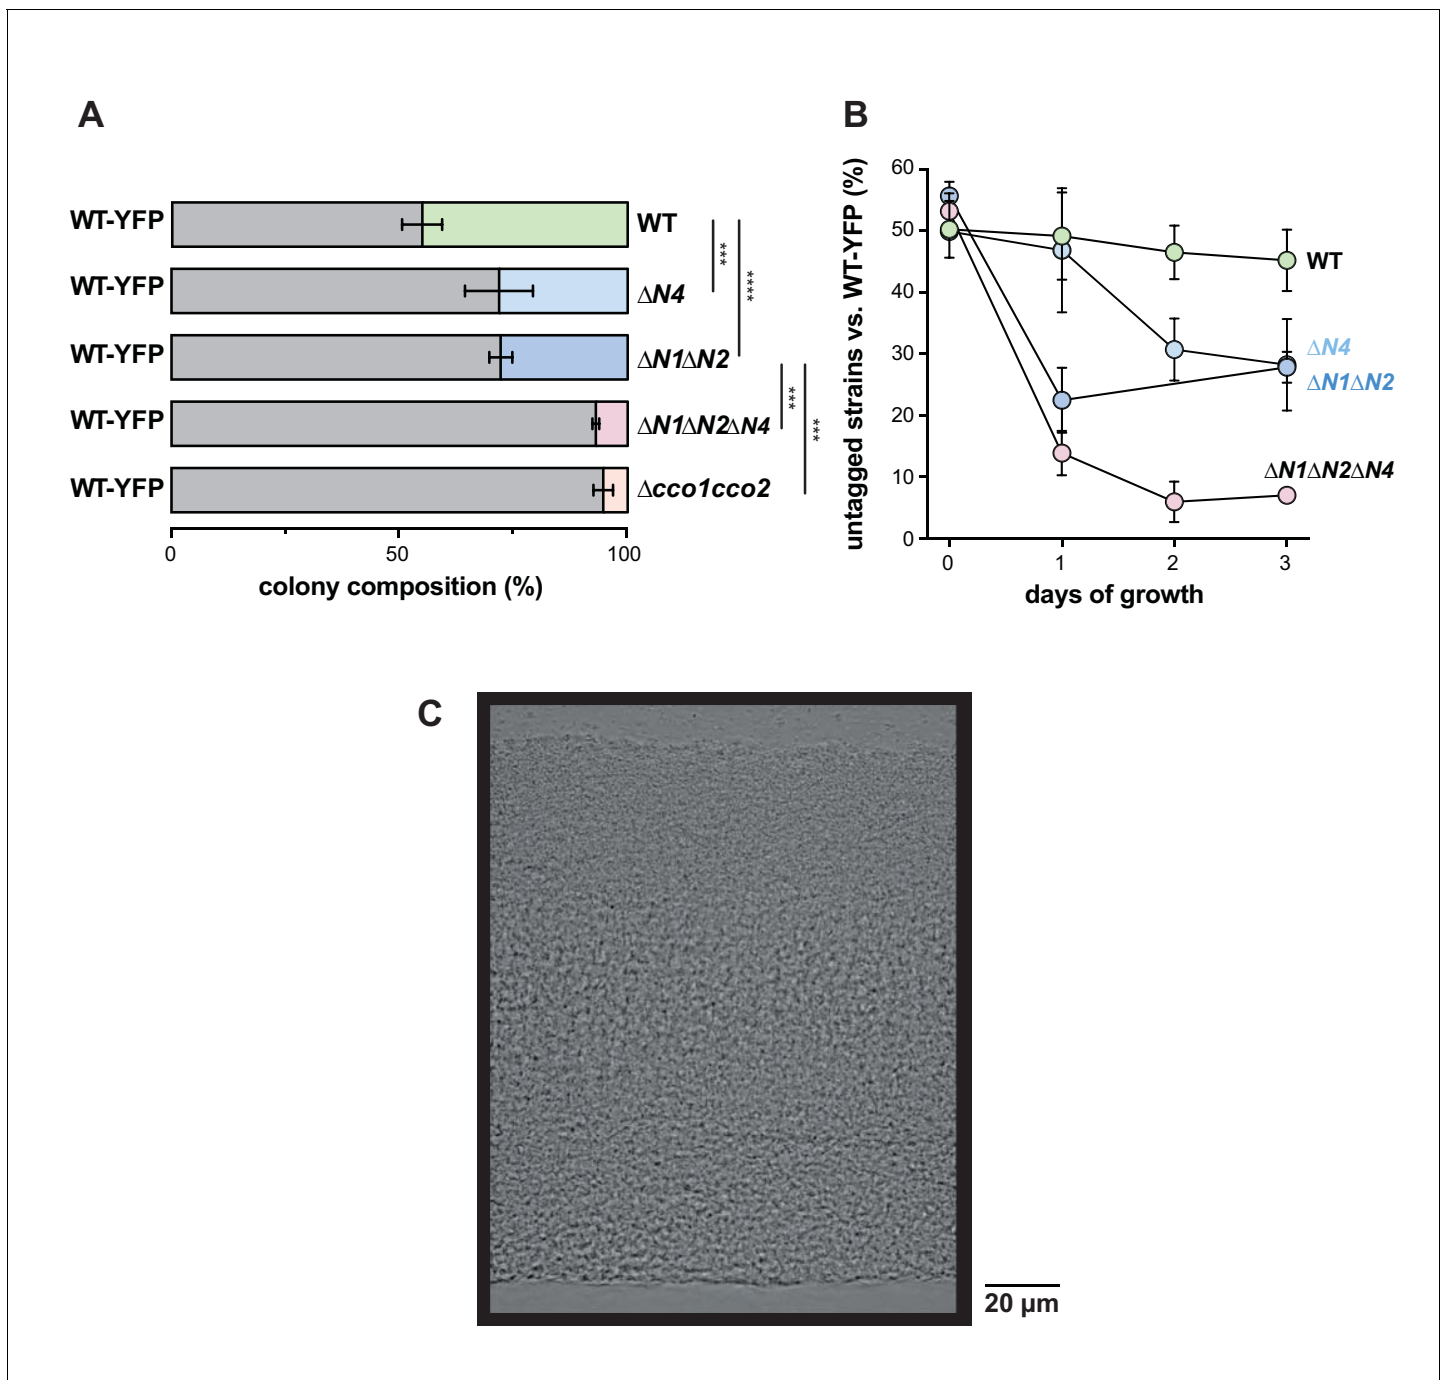 A
WT-YFP
WT
WT-YFP
ΔN4
WT-YFP
ΔN1ΔN2
WT-YFP
ΔN1ΔN2ΔN4
WT-YFP
Δcco1cco2
***
****
***
***
0
50
100
colony composition (%)
B
untagged strains vs. WT-YFP (%)
60
50
40
30
20
10
0
0
1
2
3
days of growth
WT
ΔN4
ΔN1ΔN2
ΔN1ΔN2ΔN4
C
20 μm